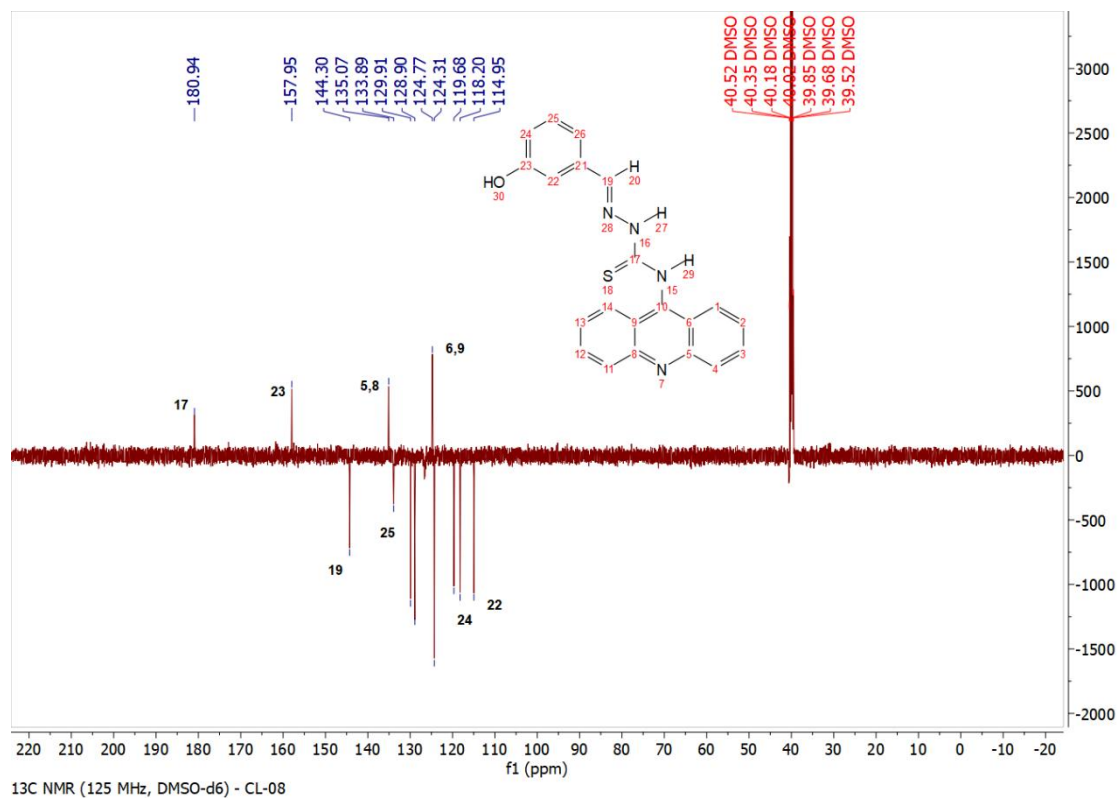 180.94
157.95
144.30
135.07
133.89
129.91
128.90
124.77
124.31
119.68
118.20
114.95
40.52 DMSO
40.35 DMSO
40.18 DMSO
40.02 DMSO
39.85 DMSO
39.68 DMSO
39.52 DMSO
3000
2500
2000
1500
1000
500
0
-500
-1000
-1500
-2000
25
24 26
23 21 H
HO 22 19 20
30
N H
28 N 27
16
17 H
S N 29
18 15
14 10 1
13 9 6 2
12 8 5 3
11 N 4
7
6,9
17 23 5,8
25
19
24 22
220 210 200 190 180 170 160 150 140 130 120 110 100 90 80 70 60 50 40 30 20 10 0 -10 -20
f1 (ppm)
13C NMR (125 MHz, DMSO-d6) - CL-08